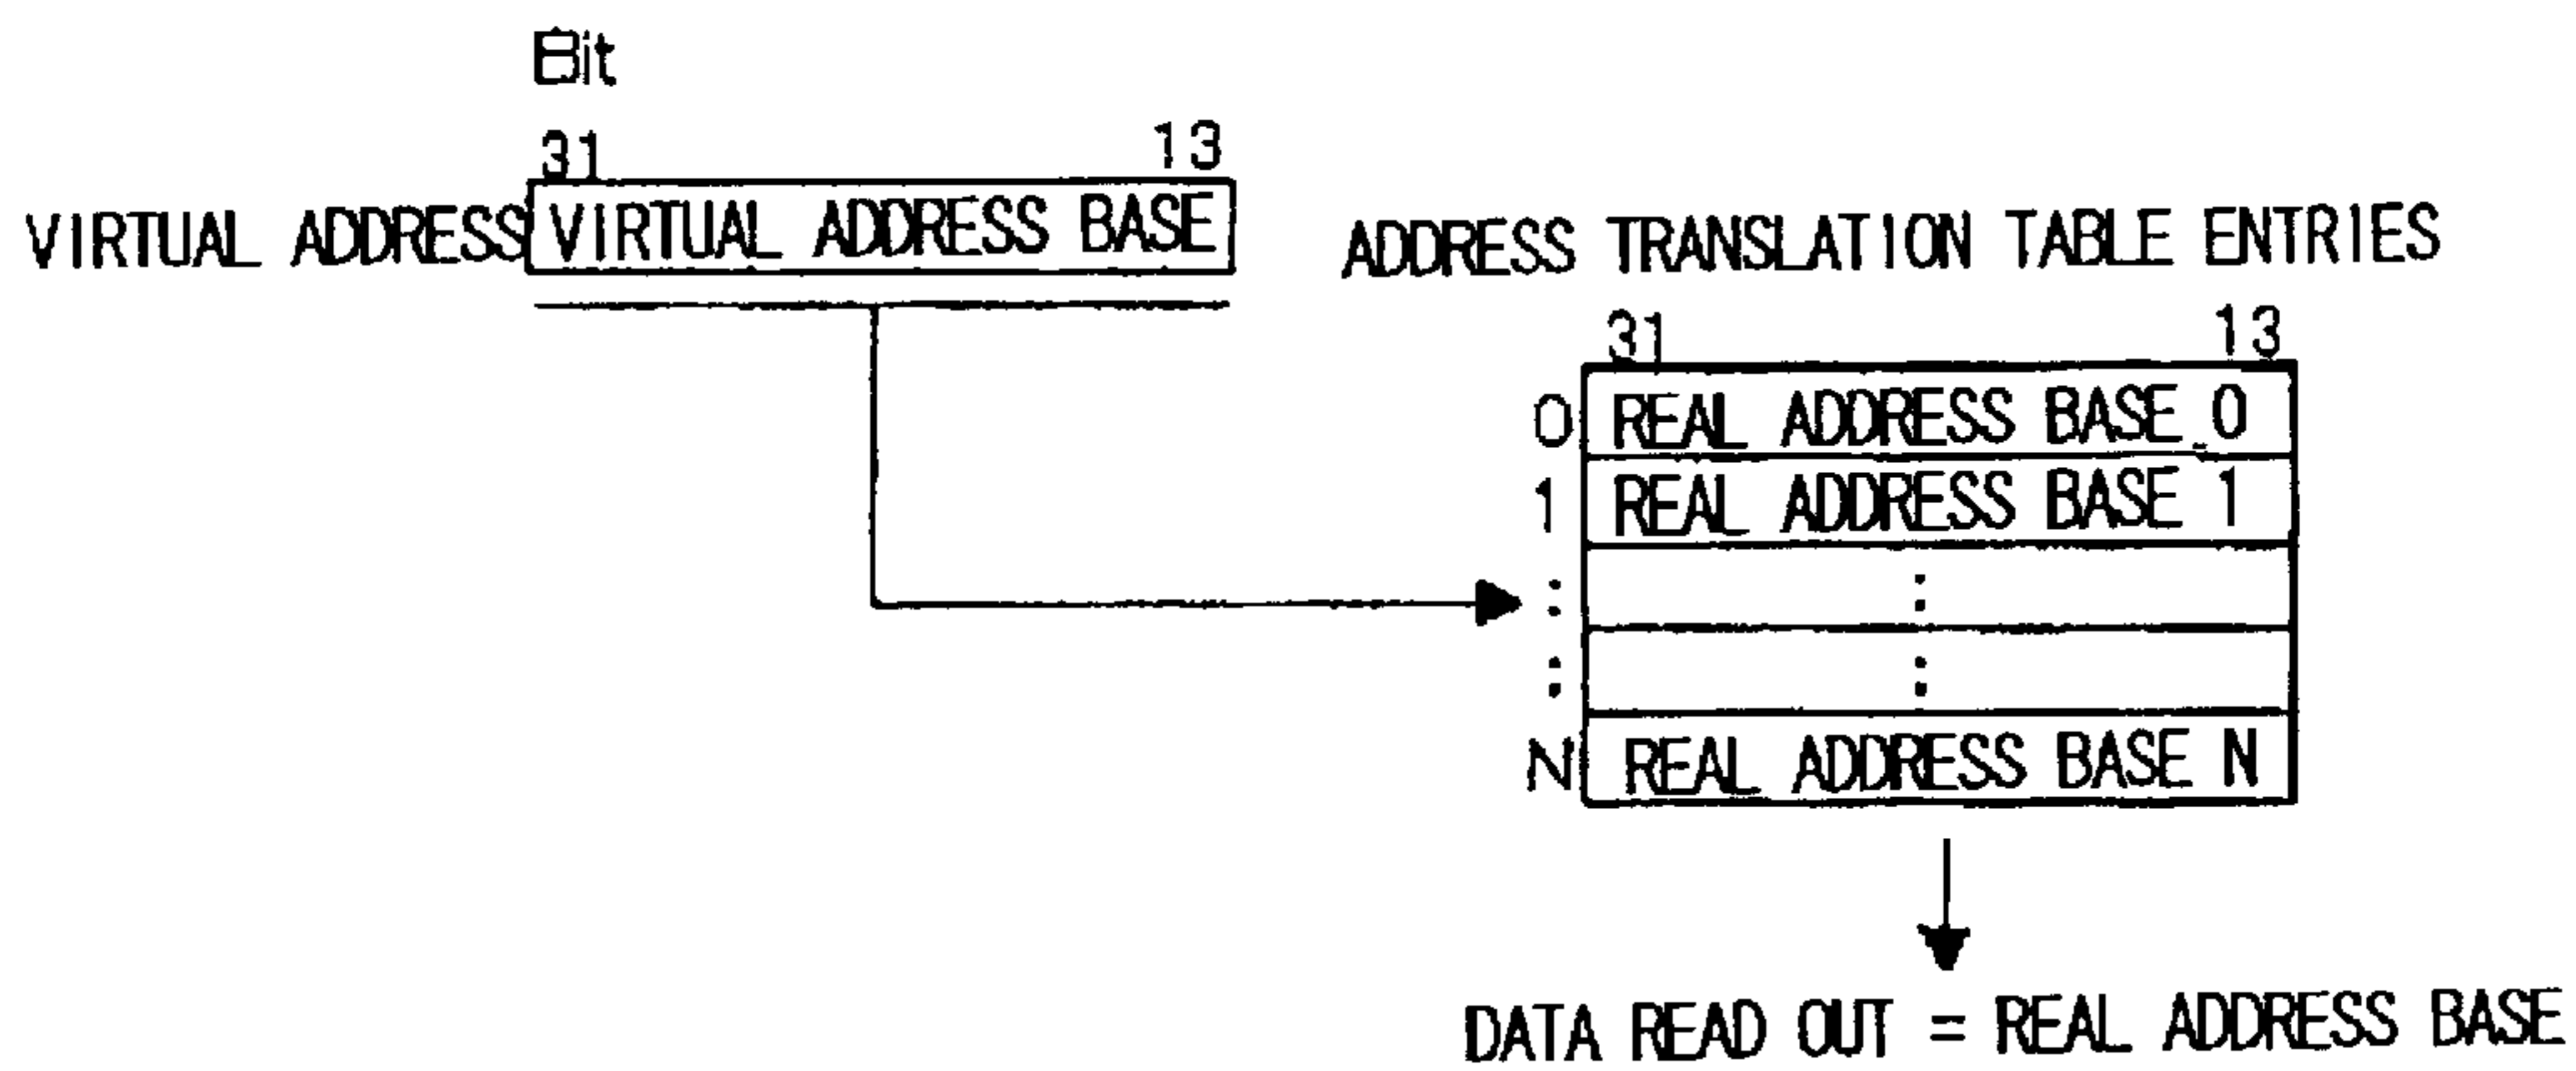 Bit
31 13
VIRTUAL ADDRESS VIRTUAL ADDRESS BASE
ADDRESS TRANSLATION TABLE ENTRIES
31 13
0 REAL ADDRESS BASE 0
1 REAL ADDRESS BASE 1
: :
: :
N REAL ADDRESS BASE N
DATA READ OUT = REAL ADDRESS BASE